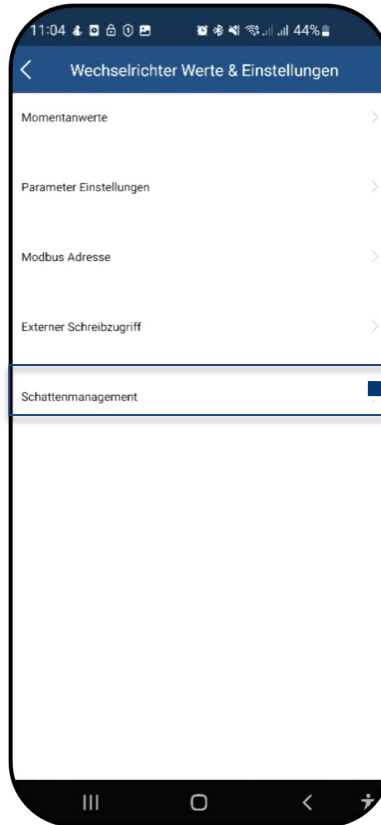 11:04 44%
Wechselrichter Werte & Einstellungen
Momentanwerte
Parameter Einstellungen
Modbus Adresse
Externer Schreibzugriff
Schattenmanagement